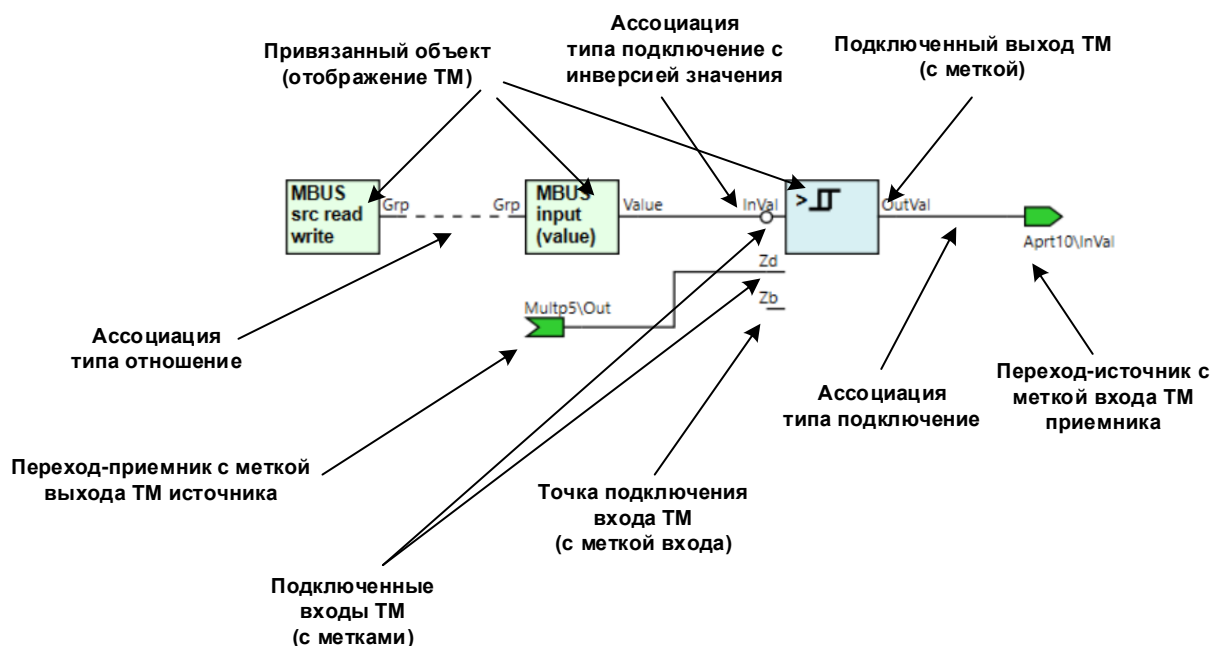 Ассоциация
типа подключение с
инверсией значения
Привязанный объект
(отображение ТМ)
Подключенный выход ТМ
(с меткой)
MBUS
src read
write
Grp
Grp
MBUS
input
(value)
Value
InVal
>
OutVal
Aprt10\InVal
Zd
Zb
Multp5\Out
Ассоциация
типа отношение
Ассоциация
типа подключение
Переход-источник с
меткой входа ТМ
приемника
Переход-приемник с меткой
выхода ТМ источника
Точка подключения
входа ТМ
(с меткой входа)
Подключенные
входы ТМ
(с метками)